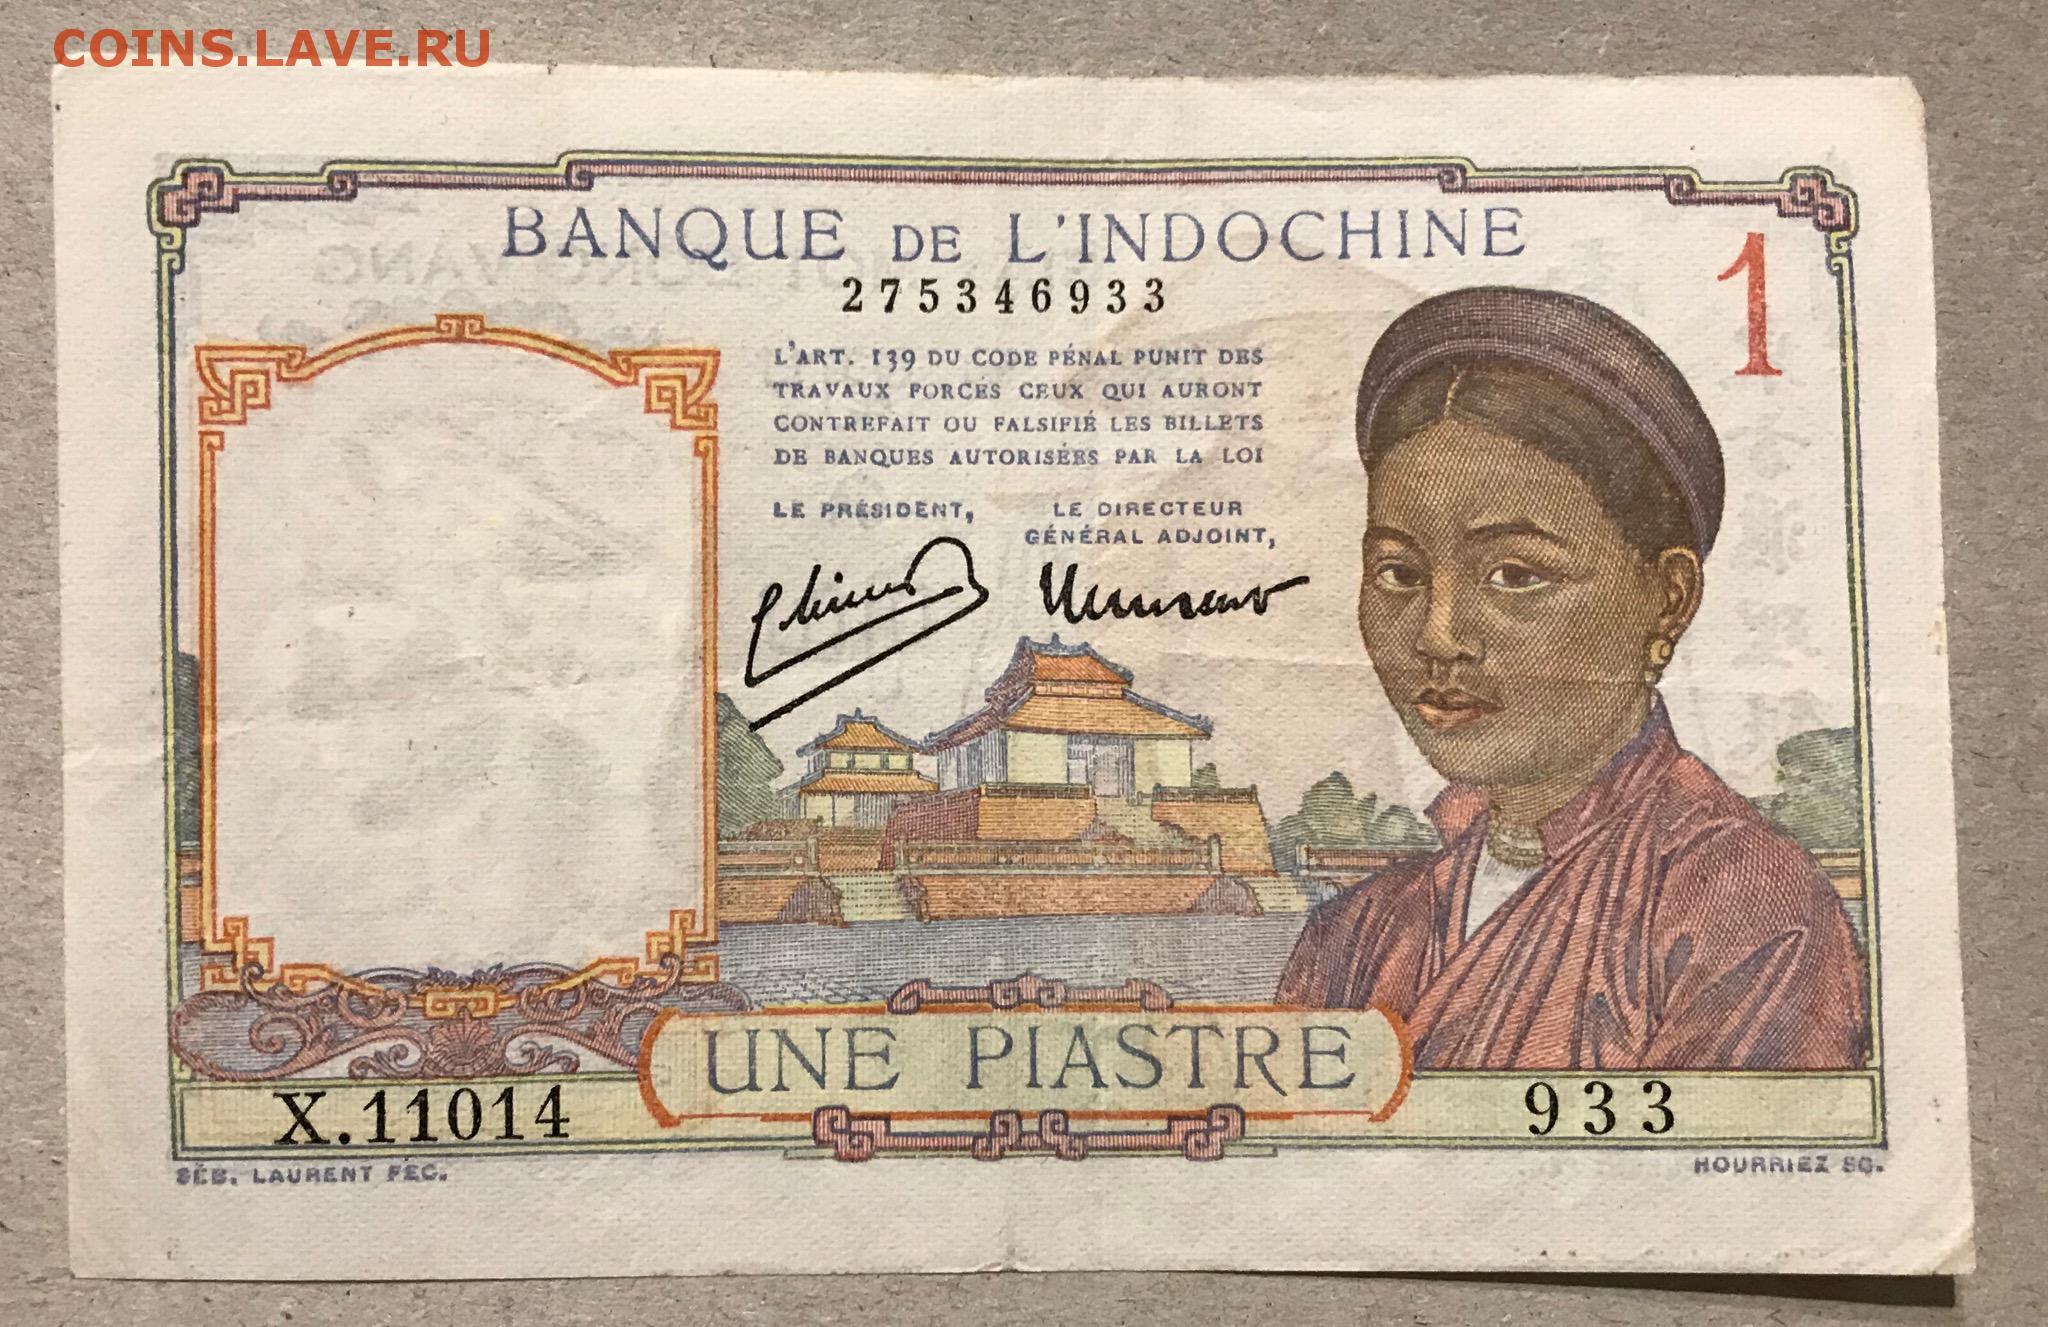 COINS.LAVE.RU
BANQUE DE L'INDOCHINE
275346933
1
L'ART. 139 DU CODE PÉNAL PUNIT DES
TRAVAUX FORCÉS CEUX QUI AURONT
CONTREFAIT OU FALSIFIÉ LES BILLETS
DE BANQUES AUTORISÉES PAR LA LOI
LE PRÉSIDENT,
LE DIRECTEUR
GÉNÉRAL ADJOINT,
UNE PIASTRE
X.11014
933
SÉB. LAURENT FEC.
HOURRIEZ SC.